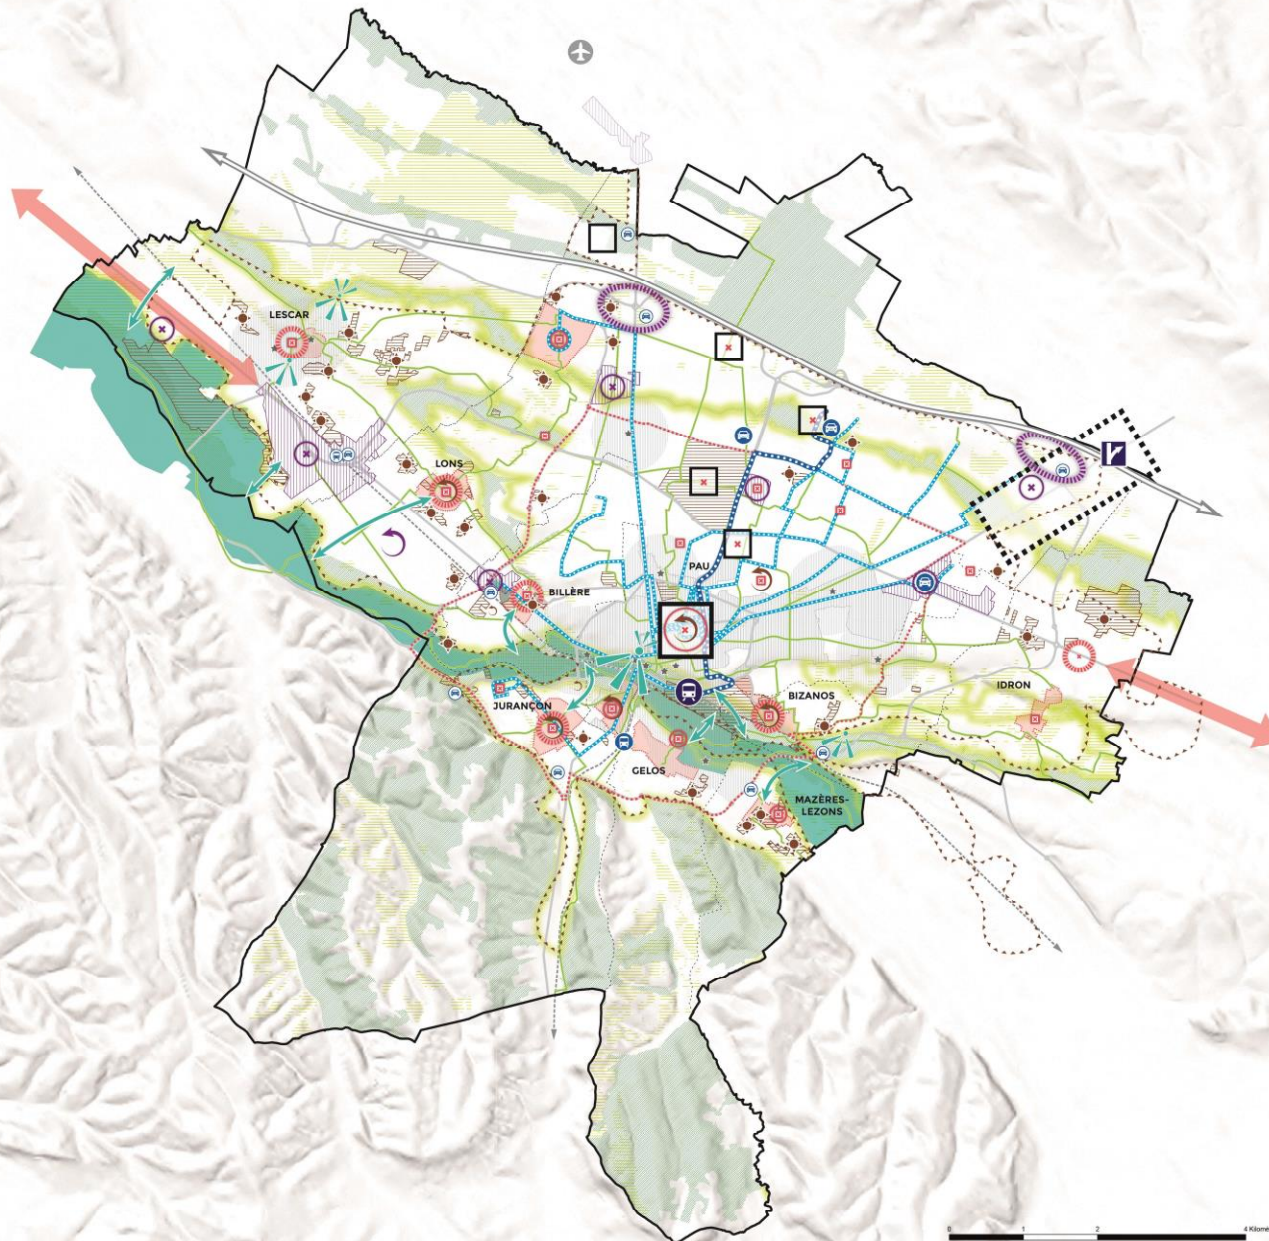 LESCAR
LONS
PAU
BILLÈRE
IDRON
BIZANOS
JURANÇON
GELOS
MAZÈRES-
LEZONS
0 1 2 4 Kilomè